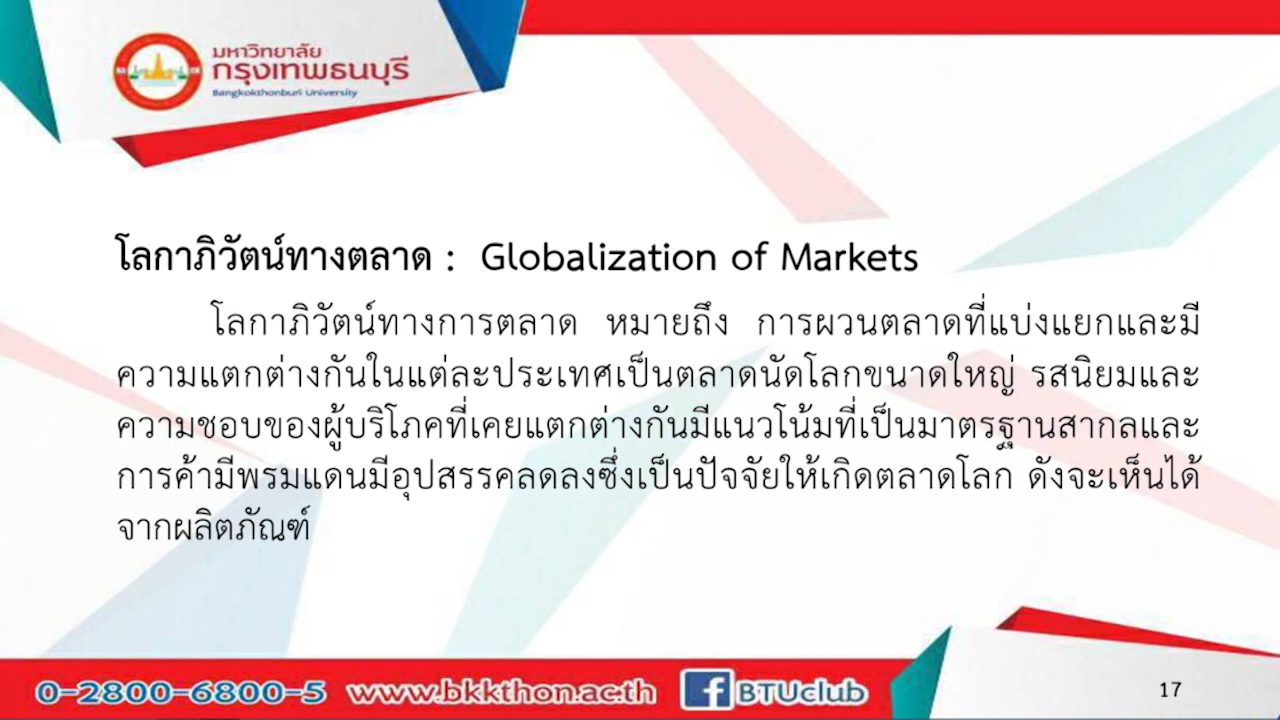 มหาวิทยาลัย
กรุงเทพธนบุรี
Bangkokthonburi University
โลกาภิวัตน์ทางตลาด : Globalization of Markets
โลกาภิวัตน์ทางการตลาด หมายถึง การผวนตลาดที่แบ่งแยกและมี
ความแตกต่างกันในแต่ละประเทศเป็นตลาดนัดโลกขนาดใหญ่ รสนิยมและ
ความชอบของผู้บริโภคที่เคยแตกต่างกันมีแนวโน้มที่เป็นมาตรฐานสากลและ
การค้ามีพรมแดนมีอุปสรรคลดลงซึ่งเป็นปัจจัยให้เกิดตลาดโลก ดังจะเห็นได้
จากผลิตภัณฑ์
0-2800-6800-5 www.bkkthon.ac.th f BTUclub
17